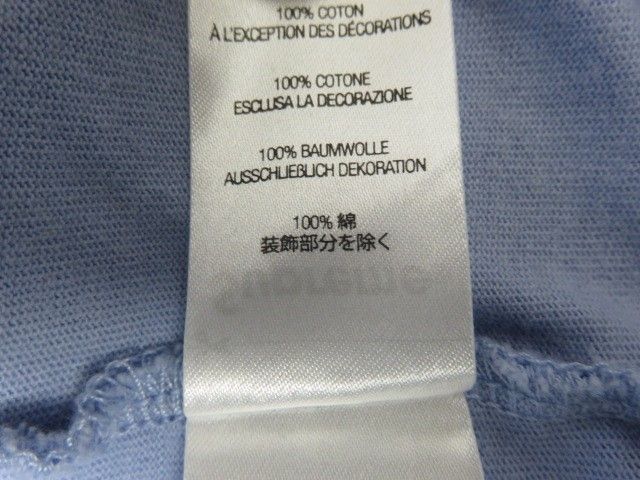 100% COTON
À L'EXCEPTION DES DÉCORATIONS
100% COTONE
ESCLUSA LA DECORAZIONE
100% BAUMWOLLE
AUSSCHLIEßLICH DEKORATION
100% 綿
装飾部分を除く